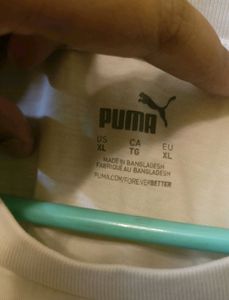 PUMA
US CA EU
XL TG XL
MADE IN BANGLADESH
FABRIQUÉ AU BANGLADESH
PUMA.COM/FOREVERBETTER